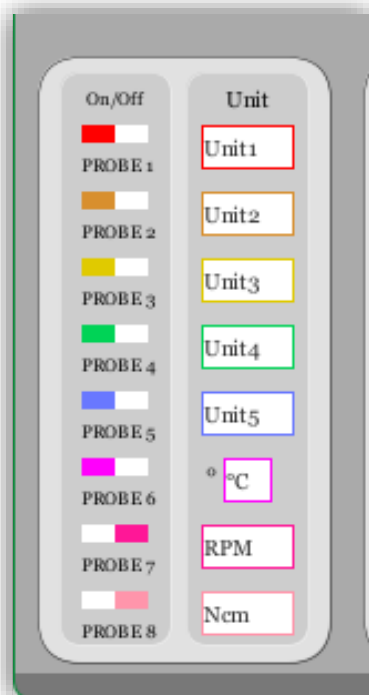 On/Off Unit
PROBE 1 Unit1
PROBE 2 Unit2
PROBE 3 Unit3
PROBE 4 Unit4
PROBE 5 Unit5
° °C
PROBE 6
RPM
PROBE 7
Ncm
PROBE 8